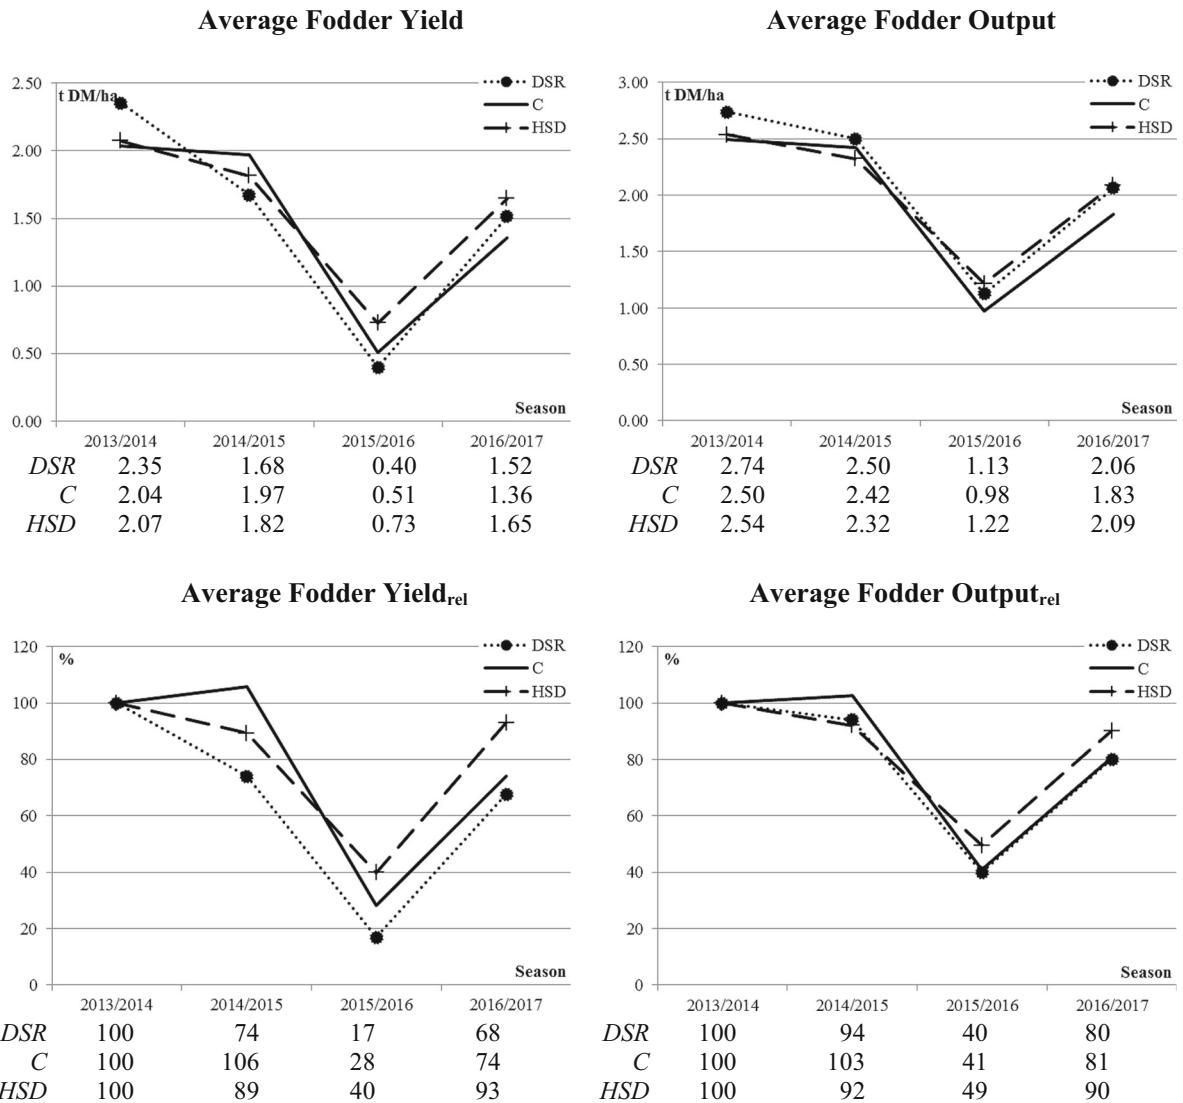 Average Fodder Yield
t DM/ha
DSR
C
HSD
2.50
2.00
1.50
1.00
0.50
0.00
Season
2013/2014 2014/2015 2015/2016 2016/2017
DSR 2.35 1.68 0.40 1.52
C 2.04 1.97 0.51 1.36
HSD 2.07 1.82 0.73 1.65
Average Fodder Output
t DM/ha
DSR
C
HSD
3.00
2.50
2.00
1.50
1.00
0.50
0.00
Season
2013/2014 2014/2015 2015/2016 2016/2017
DSR 2.74 2.50 1.13 2.06
C 2.50 2.42 0.98 1.83
HSD 2.54 2.32 1.22 2.09
Average Fodder Yieldrel
%
DSR
C
HSD
120
100
80
60
40
20
0
Season
2013/2014 2014/2015 2015/2016 2016/2017
DSR 100 74 17 68
C 100 106 28 74
HSD 100 89 40 93
Average Fodder Outputrel
%
DSR
C
HSD
120
100
80
60
40
20
0
Season
2013/2014 2014/2015 2015/2016 2016/2017
DSR 100 94 40 80
C 100 103 41 81
HSD 100 92 49 90